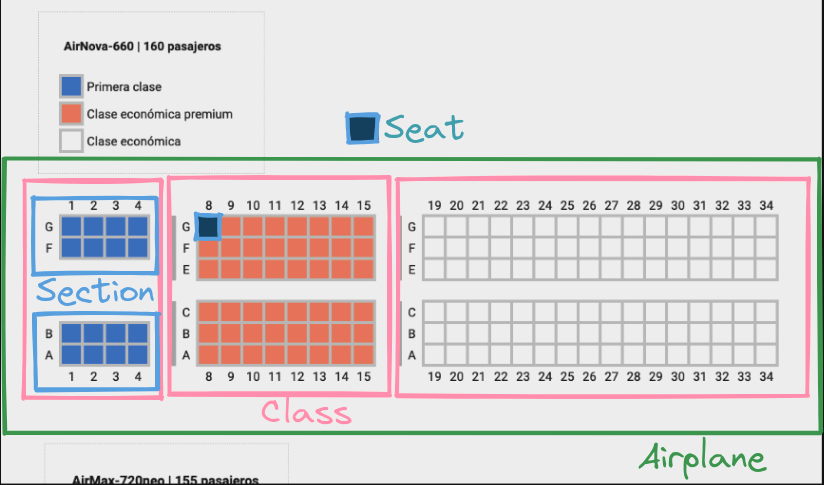 AirNova-660 | 160 pasajeros
Primera clase
Clase económica premium
Clase económica
Seat
1 2 3 4
8 9 10 11 12 13 14 15
19 20 21 22 23 24 25 26 27 28 29 30 31 32 33 34
G
F
G
F
E
G
F
E
Section
B
A
C
B
A
C
B
A
1 2 3 4
8 9 10 11 12 13 14 15
19 20 21 22 23 24 25 26 27 28 29 30 31 32 33 34
Class
Airplane
AirMax-720neo | 155 pasajeros